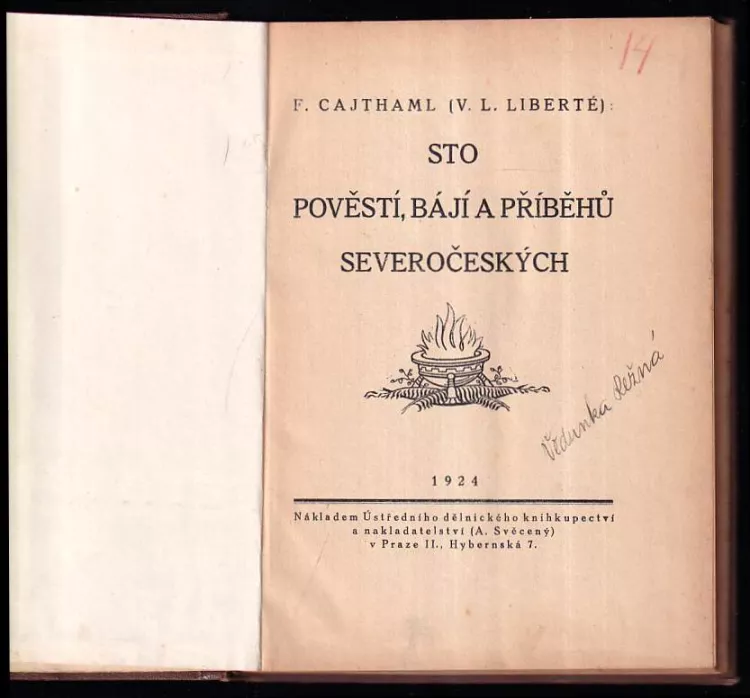 14
F. CAJTHAML (V. L. LIBERTÉ):
STO
POVĚSTÍ, BÁJÍ A PŘÍBĚHŮ
SEVEROČESKÝCH
Ležná
1924
Nákladem Ústředního dělnického knihkupectví
a nakladatelství (A. Svěcený)
v Praze II., Hybernská 7.